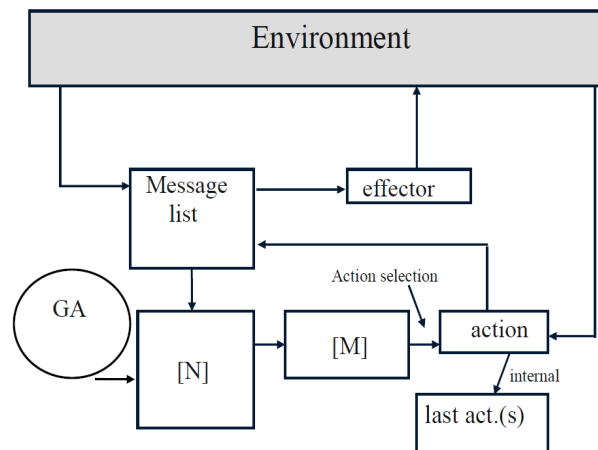 Environment
Message
list
effector
Action selection
GA
[N]
[M]
action
internal
last act.(s)